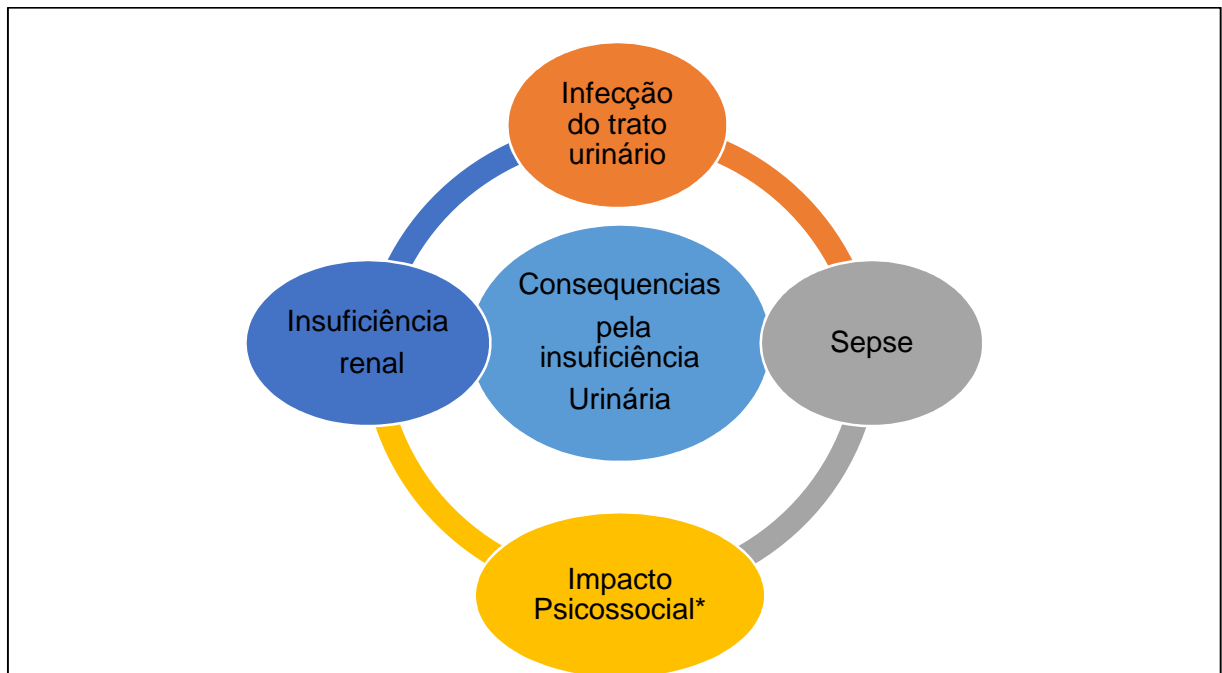 Infecção
do trato
urinário
Consequencias
pela
insuficiência
Urinária
Insuficiência
renal
Sepse
Impacto
Psicossocial*